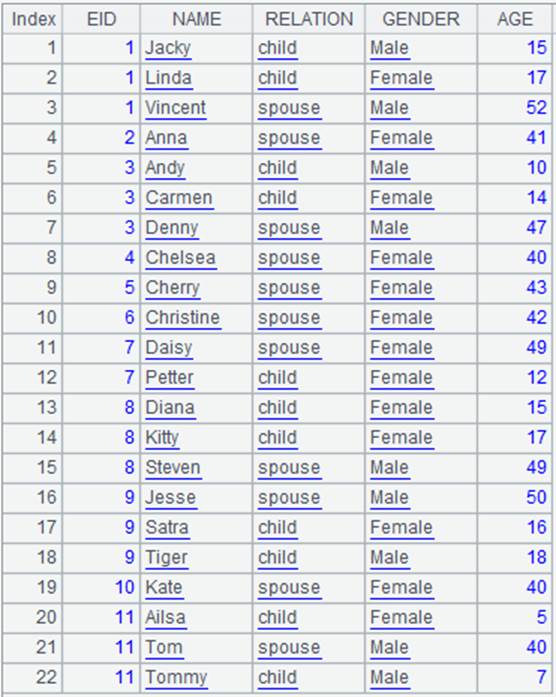 Index EID NAME RELATION GENDER AGE
1 1 Jacky child Male 15
2 1 Linda child Female 17
3 1 Vincent spouse Male 52
4 2 Anna spouse Female 41
5 3 Andy child Male 10
6 3 Carmen child Female 14
7 3 Denny spouse Male 47
8 4 Chelsea spouse Female 40
9 5 Cherry spouse Female 43
10 6 Christine spouse Female 42
11 7 Daisy spouse Female 49
12 7 Petter child Female 12
13 8 Diana child Female 15
14 8 Kitty child Female 17
15 8 Steven spouse Male 49
16 9 Jesse spouse Male 50
17 9 Satra child Female 16
18 9 Tiger child Male 18
19 10 Kate spouse Female 40
20 11 Ailsa child Female 5
21 11 Tom spouse Male 40
22 11 Tommy child Male 7